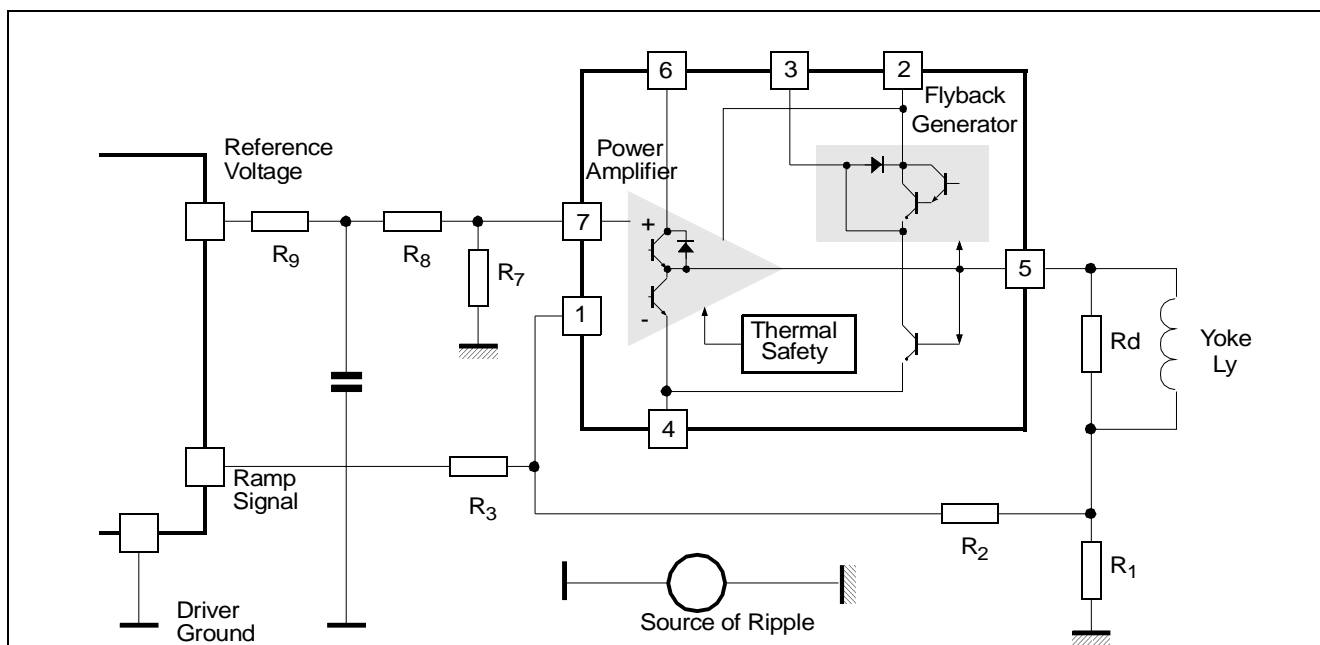 6
3
2
Flyback
Generator
Reference
Voltage
Power
Amplifier
7
+
R9
R8
R7
5
1
-
Thermal
Safety
Rd
Yoke
Ly
4
Ramp
Signal
R3
R2
R1
Driver
Ground
Source of Ripple